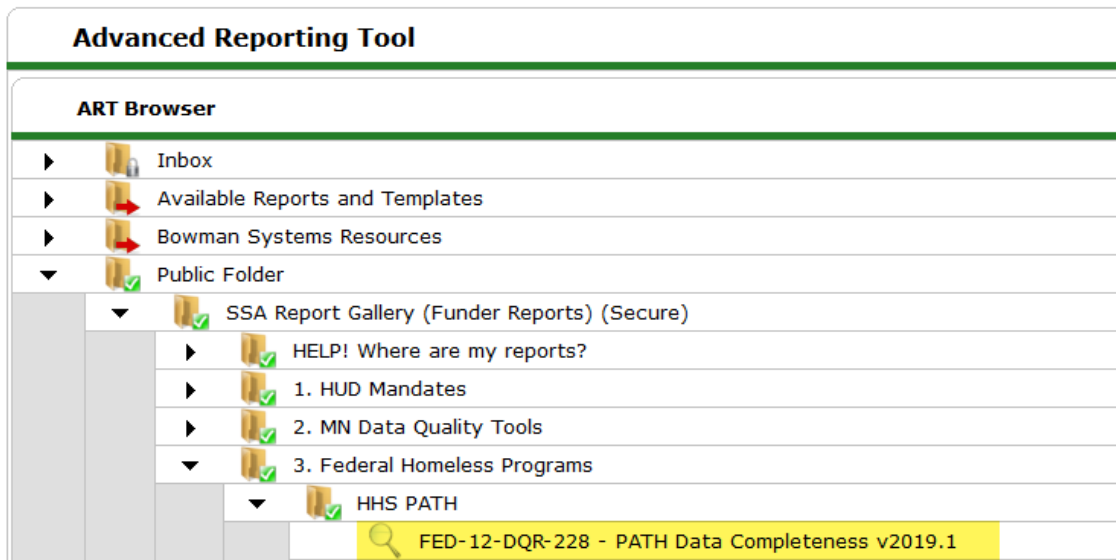 Advanced Reporting Tool
ART Browser
Inbox
Available Reports and Templates
Bowman Systems Resources
Public Folder
SSA Report Gallery (Funder Reports) (Secure)
HELP! Where are my reports?
1. HUD Mandates
2. MN Data Quality Tools
3. Federal Homeless Programs
HHS PATH
FED-12-DQR-228 - PATH Data Completeness v2019.1